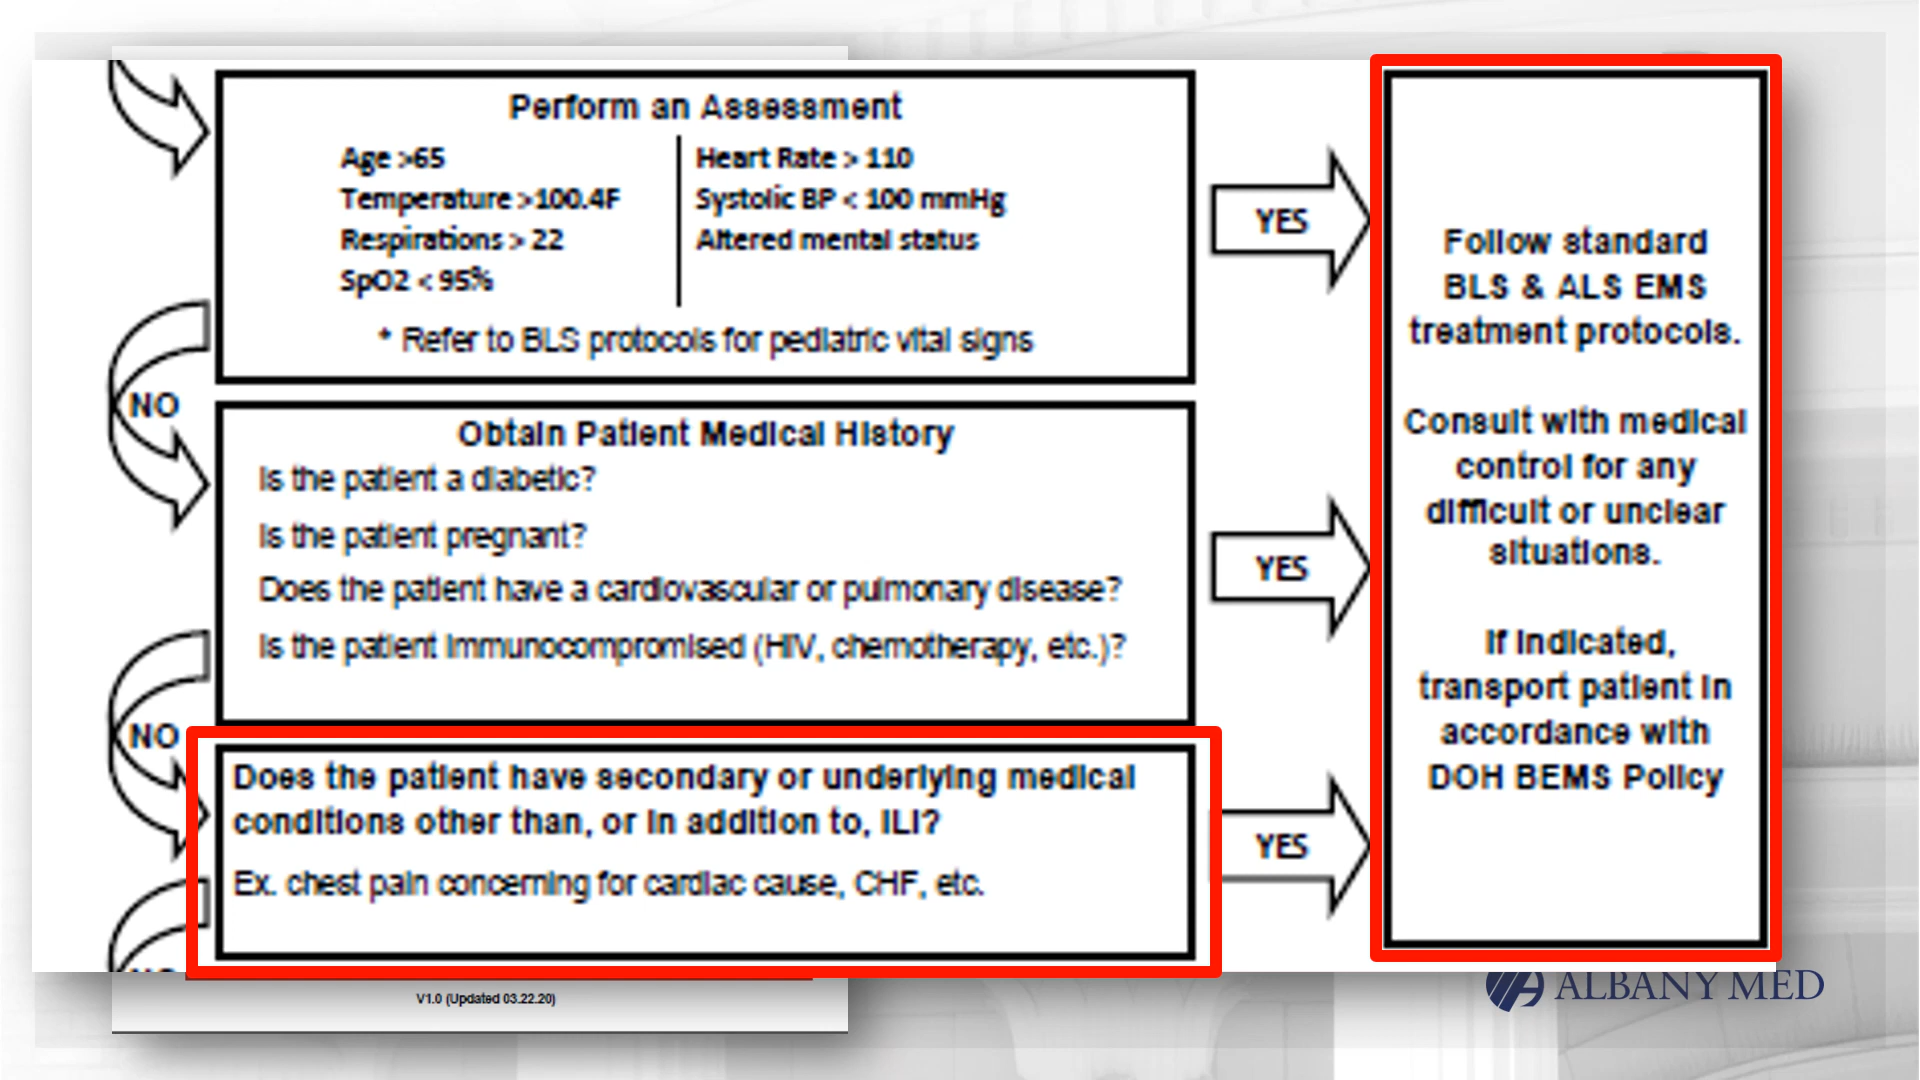 Perform an Assessment
Age >65
Temperature >100.4F
Respirations > 22
SpO2 < 95%
Heart Rate > 110
Systolic BP < 100 mmHg
Altered mental status
* Refer to BLS protocols for pediatric vital signs
YES
NO
Obtain Patient Medical History
Is the patient a diabetic?
Is the patient pregnant?
Does the patient have a cardiovascular or pulmonary disease?
Is the patient immunocompromised (HIV, chemotherapy, etc.)?
YES
NO
Does the patient have secondary or underlying medical
conditions other than, or in addition to, ILI?
Ex. chest pain concerning for cardiac cause, CHF, etc.
YES
NO
Follow standard
BLS & ALS EMS
treatment protocols.
Consult with medical
control for any
difficult or unclear
situations.
If indicated,
transport patient in
accordance with
DOH BEMS Policy
V1.0 (Updated 03.22.20)
ALBANY MED